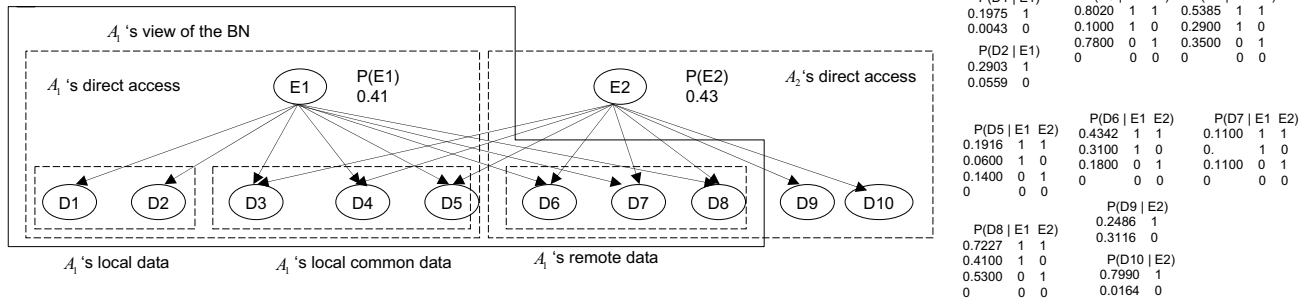 A1 's view of the BN
A1 's direct access
E1
P(E1)
0.41
E2
P(E2)
0.43
A2 's direct access
D1
D2
D3
D4
D5
D6
D7
D8
D9
D10
A1 's local data
A1 's local common data
A1 's remote data
0.1975 1
0.0043 0
P(D2 | E1)
0.2903 1
0.0559 0
0.8020 1 1
0.1000 1 0
0.7800 0 1
0 0 0
0.5385 1 1
0.2900 1 0
0.3500 0 1
0 0 0
P(D5 | E1 E2)
0.1916 1 1
0.0600 1 0
0.1400 0 1
0 0 0
P(D6 | E1 E2)
0.4342 1 1
0.3100 1 0
0.1800 0 1
0 0 0
P(D7 | E1 E2)
0.1100 1 1
0. 1 0
0.1100 0 1
0 0 0
P(D8 | E1 E2)
0.7227 1 1
0.4100 1 0
0.5300 0 1
0 0 0
P(D9 | E2)
0.2486 1
0.3116 0
P(D10 | E2)
0.7990 1
0.0164 0